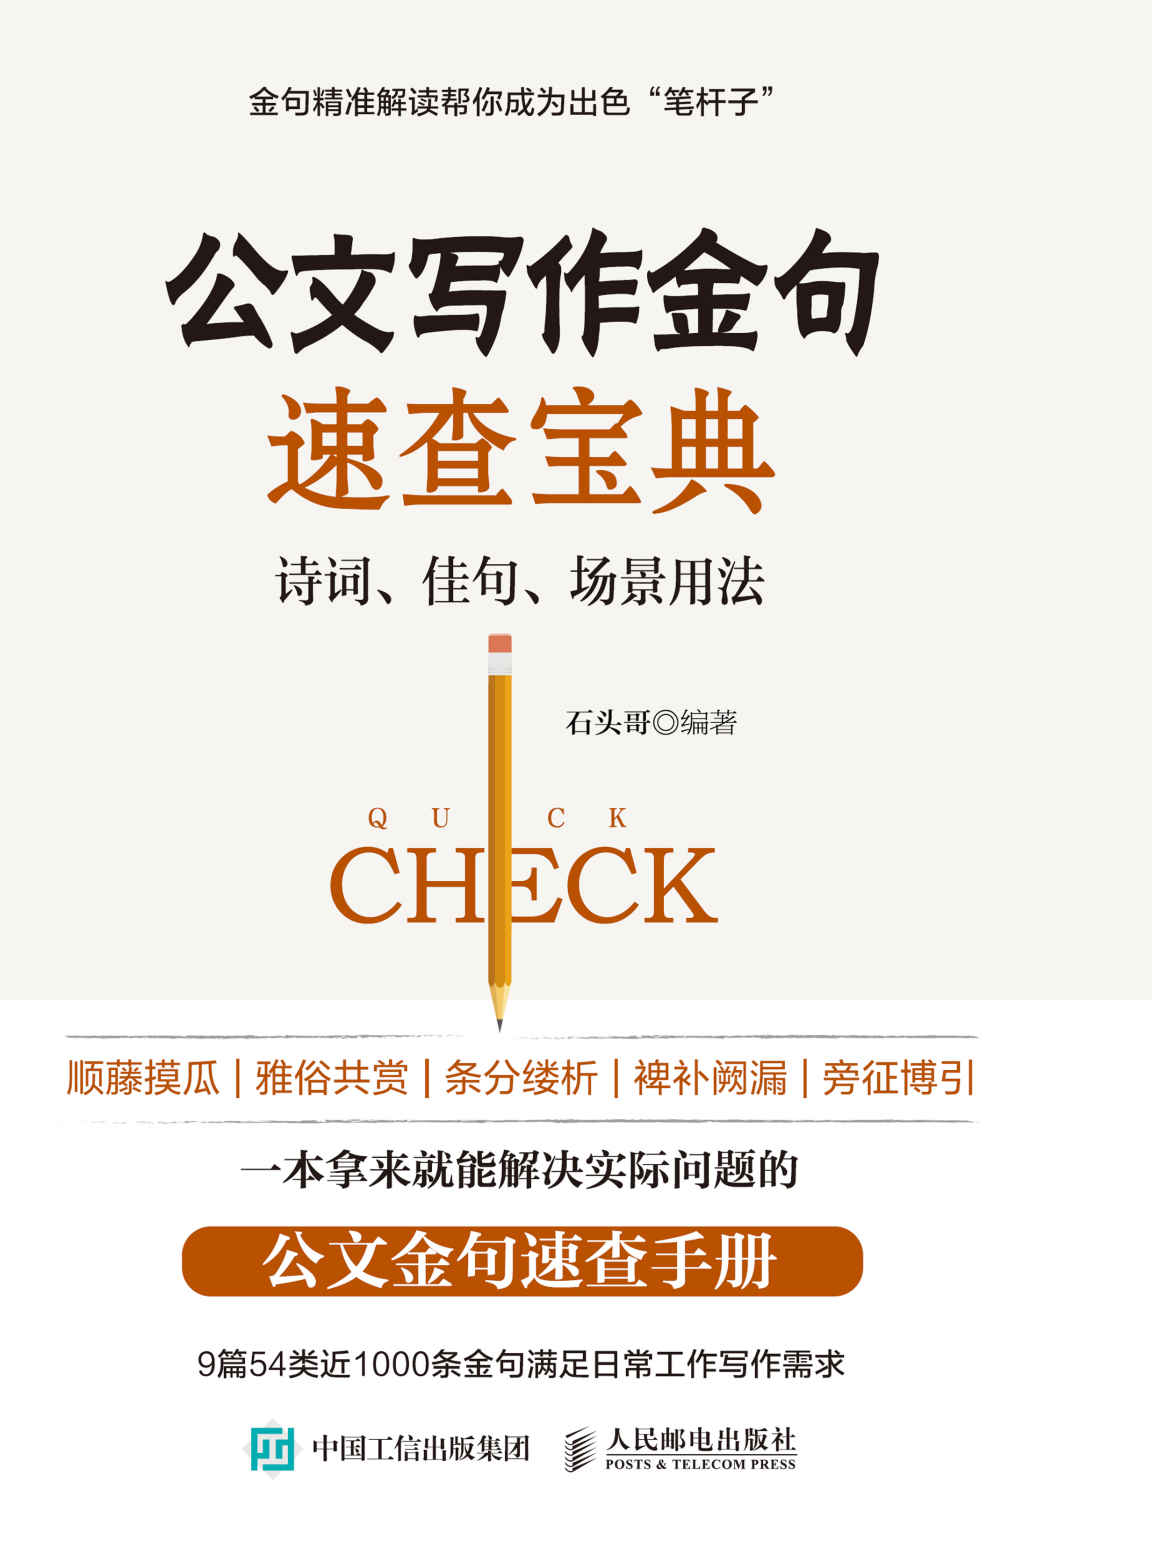 金句精准解读帮你成为出色“笔杆子”
公文写作金句
速查宝典
诗词、佳句、场景用法
石头哥◎编著
QU CK
CHECK
顺藤摸瓜|雅俗共赏|条分缕析|裨补阙漏|旁征博引
一本拿来就能解决实际问题的
公文金句速查手册
9篇54类近1000条金句满足日常工作写作需求
中国工信出版集团 人民邮电出版社
POSTS & TELECOM PRESS